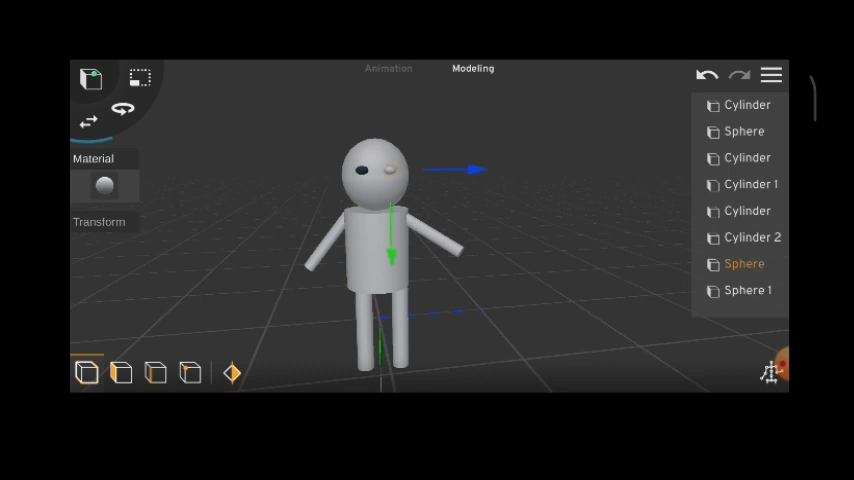 Animation
Modeling
Material
Transform
Cylinder
Sphere
Cylinder
Cylinder 1
Cylinder
Cylinder 2
Sphere
Sphere 1